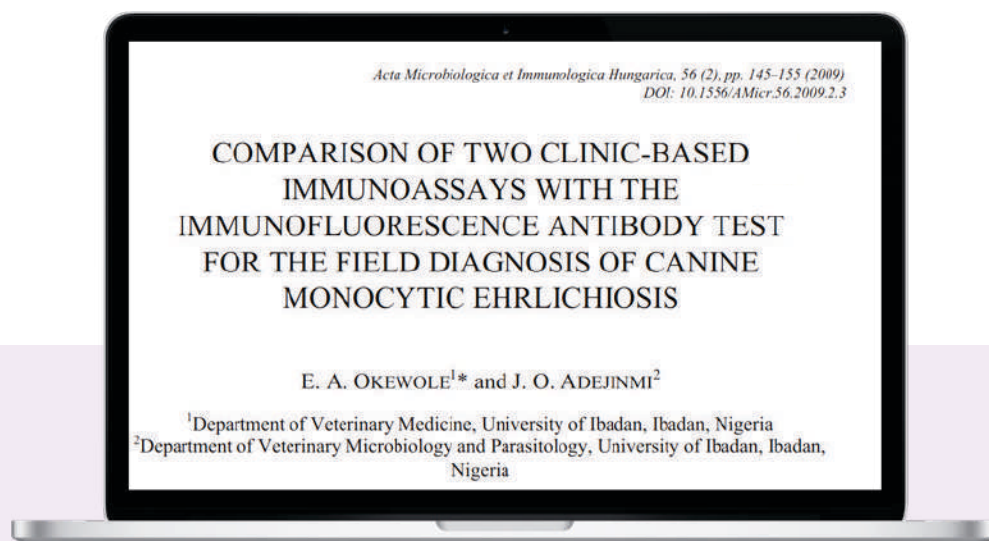 Acta Microbiologica et Immunologica Hungarica, 56 (2), pp. 145–155 (2009)
DOI: 10.1556/AMicr.56.2009.2.3
COMPARISON OF TWO CLINIC-BASED
IMMUNOASSAYS WITH THE
IMMUNOFLUORESCENCE ANTIBODY TEST
FOR THE FIELD DIAGNOSIS OF CANINE
MONOCYTIC EHRLICHIOSIS
E. A. OKEWOLE¹* and J. O. ADEJINMI²
¹Department of Veterinary Medicine, University of Ibadan, Ibadan, Nigeria
²Department of Veterinary Microbiology and Parasitology, University of Ibadan, Ibadan,
Nigeria